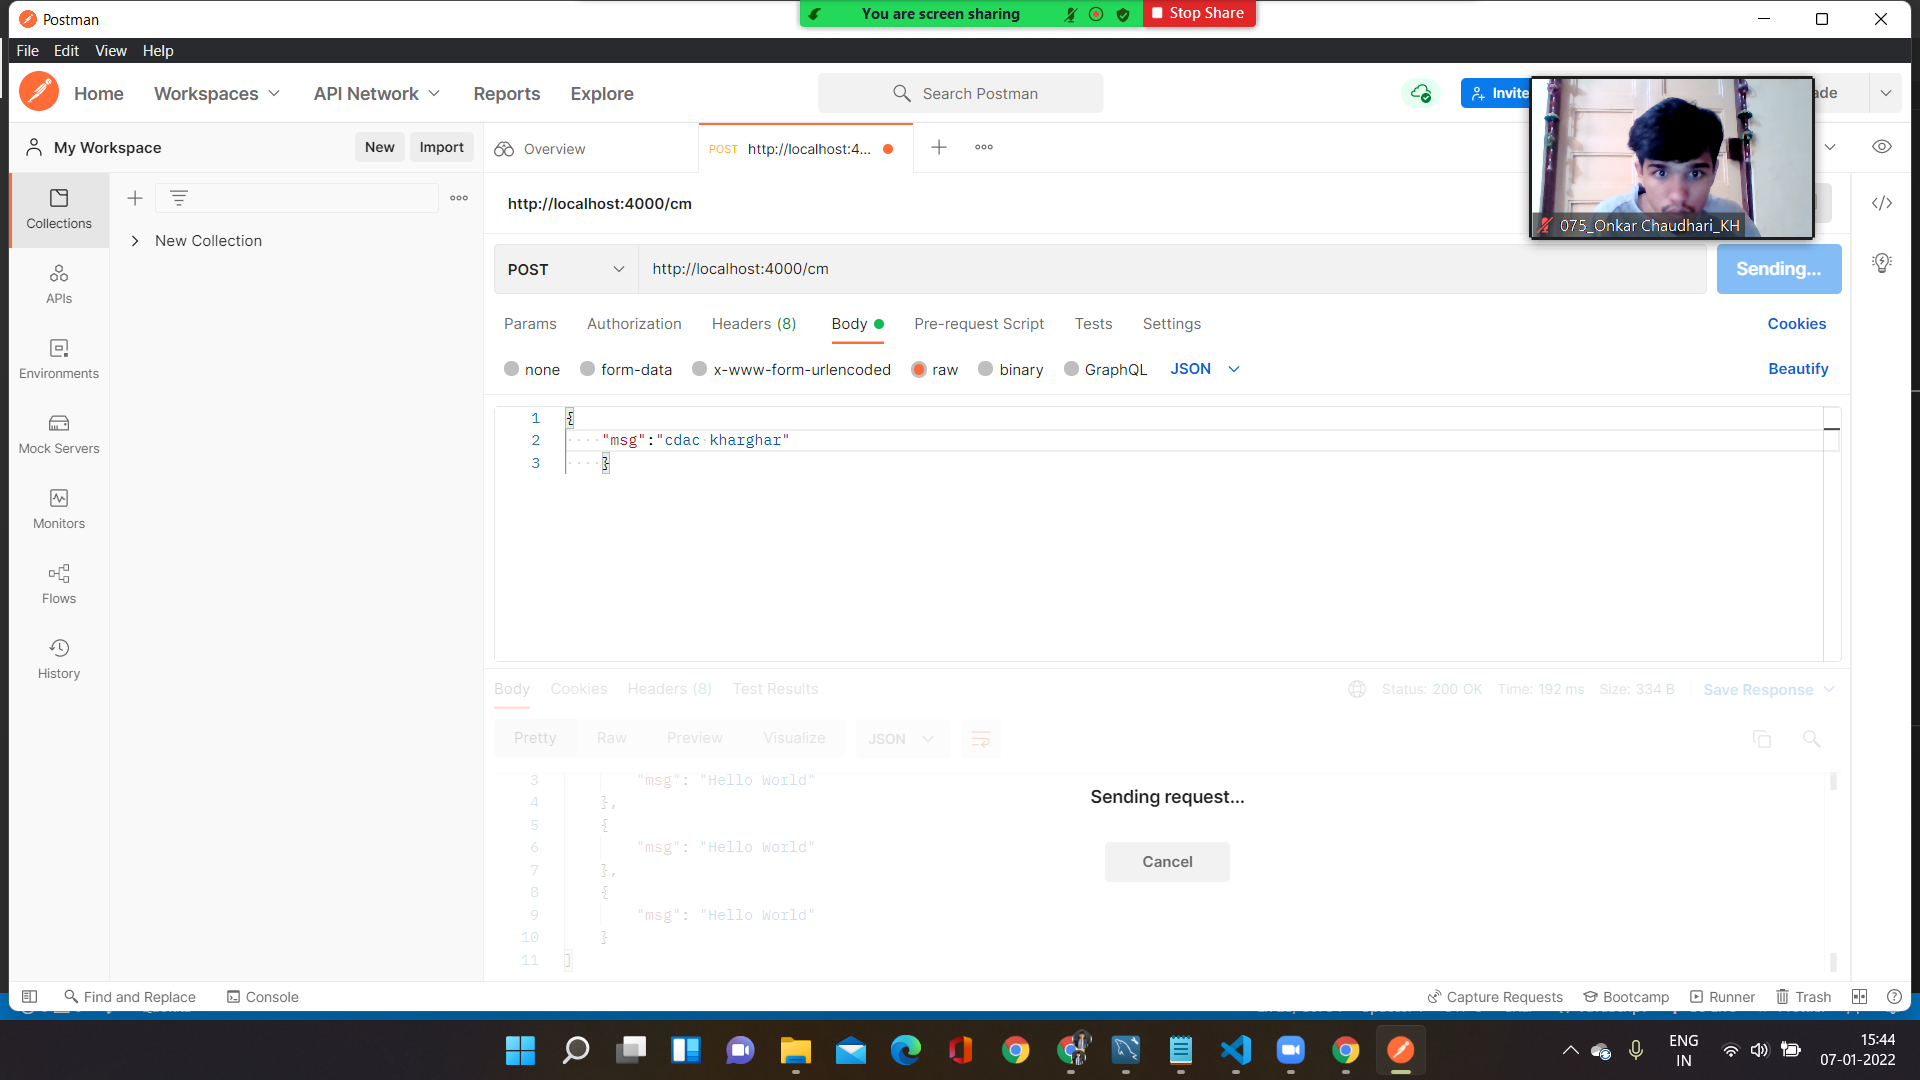 Postman
You are screen sharing
Stop Share
File Edit View Help
Home Workspaces API Network Reports Explore
Search Postman
Invite
ade
My Workspace
New
Import
Overview
POST http://localhost:4...
Collections
New Collection
http://localhost:4000/cm
075_Onkar Chaudhari_KH
POST
http://localhost:4000/cm
Sending...
APIs
Params Authorization Headers (8) Body Pre-request Script Tests Settings
Cookies
none form-data x-www-form-urlencoded raw binary GraphQL JSON
Beautify
Environments
1 {
2 "msg":"cdac kharghar"
3 }
Mock Servers
Monitors
Flows
History
Body Cookies Headers (8) Test Results
Status: 200 OK Time: 192 ms Size: 334 B Save Response
Pretty Raw Preview Visualize JSON
3 "msg": "Hello World"
4 },
5 {
6 "msg": "Hello World"
7 },
8 {
9 "msg": "Hello World"
10 }
11 ]
Sending request...
Cancel
Find and Replace Console
Capture Requests Bootcamp Runner Trash
ENG
IN
15:44
07-01-2022